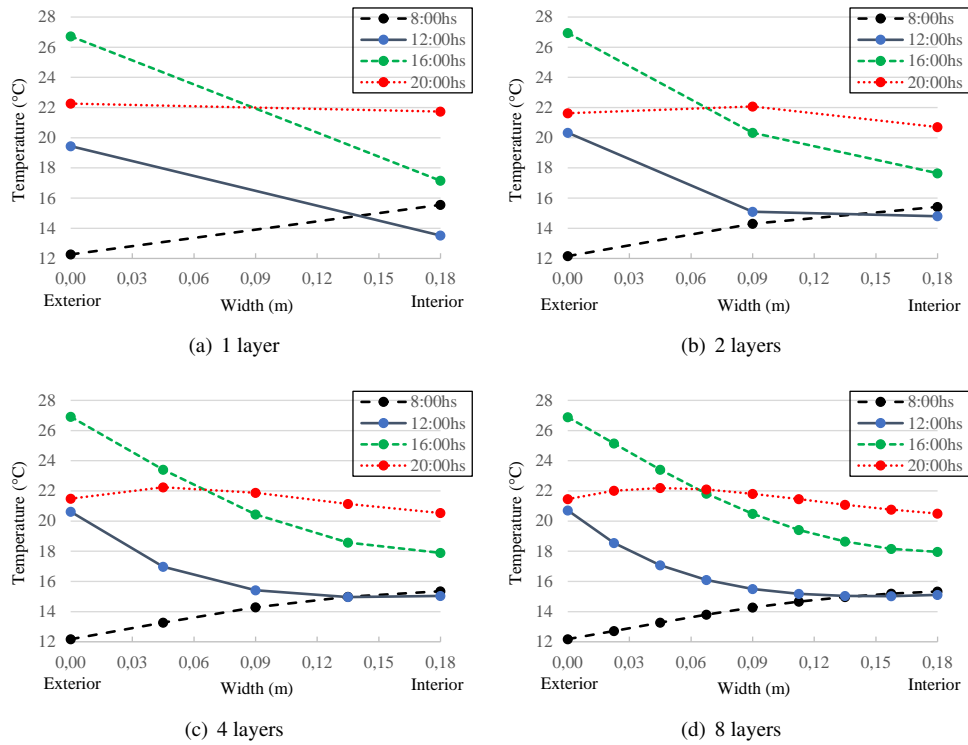 28
26
24
22
20
18
16
14
12
Temperature (°C)
8:00hs
12:00hs
16:00hs
20:00hs
0,00 0,03 0,06 0,09 0,12 0,15 0,18
Exterior Width (m) Interior
(a) 1 layer
28
26
24
22
20
18
16
14
12
Temperature (°C)
8:00hs
12:00hs
16:00hs
20:00hs
0,00 0,03 0,06 0,09 0,12 0,15 0,18
Exterior Width (m) Interior
(b) 2 layers
28
26
24
22
20
18
16
14
12
Temperature (°C)
8:00hs
12:00hs
16:00hs
20:00hs
0,00 0,03 0,06 0,09 0,12 0,15 0,18
Exterior Width (m) Interior
(c) 4 layers
28
26
24
22
20
18
16
14
12
Temperature (°C)
8:00hs
12:00hs
16:00hs
20:00hs
0,00 0,03 0,06 0,09 0,12 0,15 0,18
Exterior Width (m) Interior
(d) 8 layers